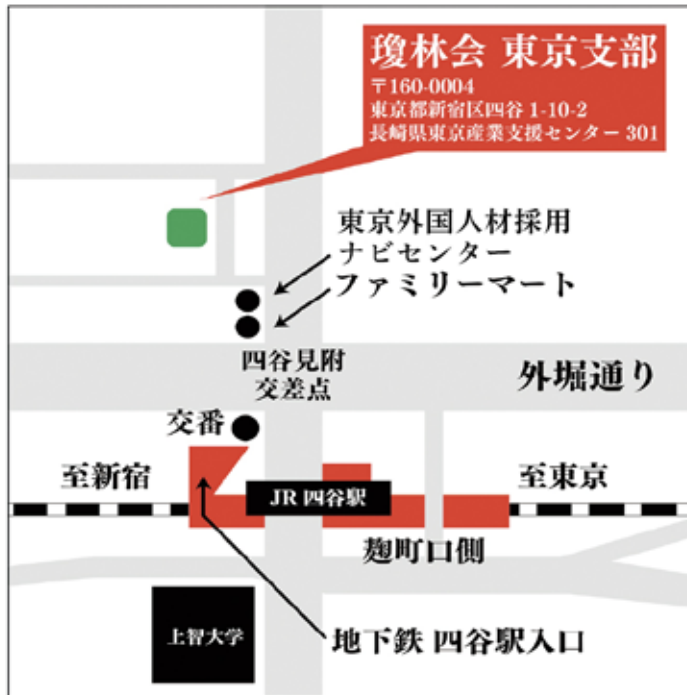 瓊林会 東京支部
〒160-0004
東京都新宿区四谷 1-10-2
長崎県東京産業支援センター 301
東京外国人材採用
ナビセンター
ファミリーマート
四谷見附
交差点
外堀通り
交番
至新宿
JR 四谷駅
至東京
麹町口側
上智大学
地下鉄 四谷駅入口